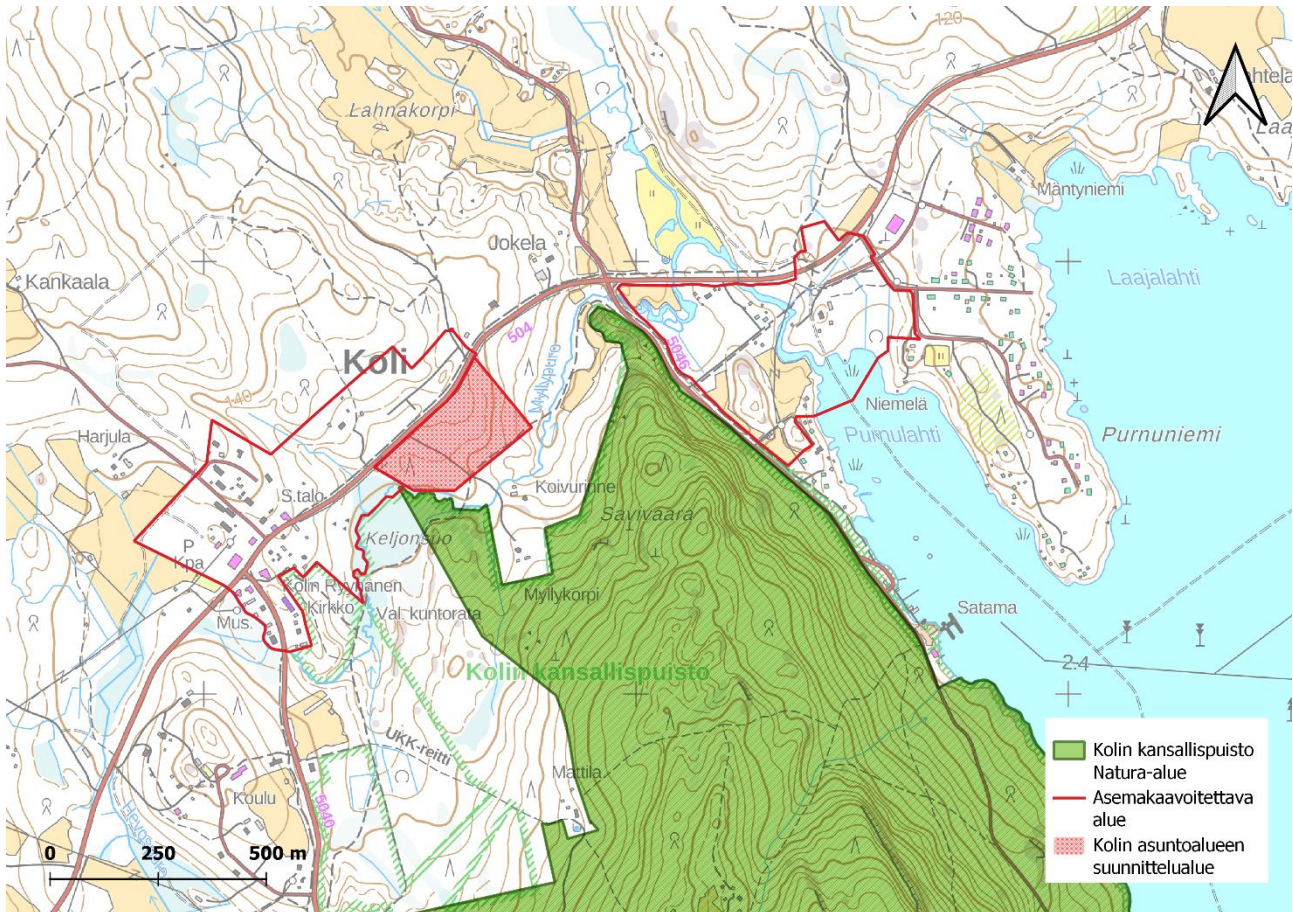 120
Lahnakorpi
Mäntyniemi
Jokela
Kankaala
Laajalahti
504
Koli
5046
Myllypuro
140
Niemelä
Harjula
Purnulahti
Purnuniemi
S.talo
Koivurinne
Savivaara
Keljonsuo
P
Kpa
Kolin Ryynänen
Kirkko
Val. kuntorata
Myllykorpi
Mus.
Satama
2.4
Kolin kansallispuisto
UKK-reitti
Mattila
Koulu
5040
0 250 500 m
Kolin kansallispuisto
Natura-alue
Asemakaavoitettava
alue
Kolin asuntoalueen
suunnittelualue